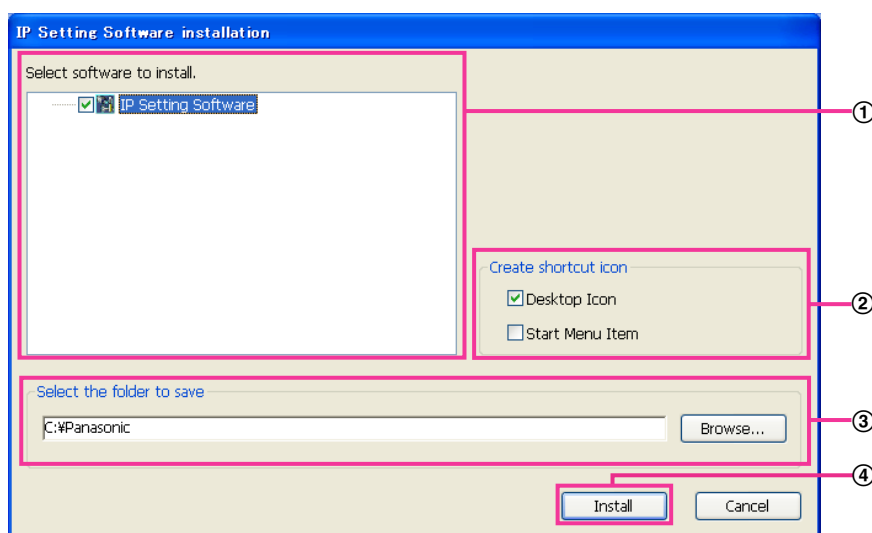 IP Setting Software installation
Select software to install.
IP Setting Software
①
Create shortcut icon
Desktop Icon
Start Menu Item
②
Select the folder to save
C:¥Panasonic
Browse...
③
④
Install
Cancel